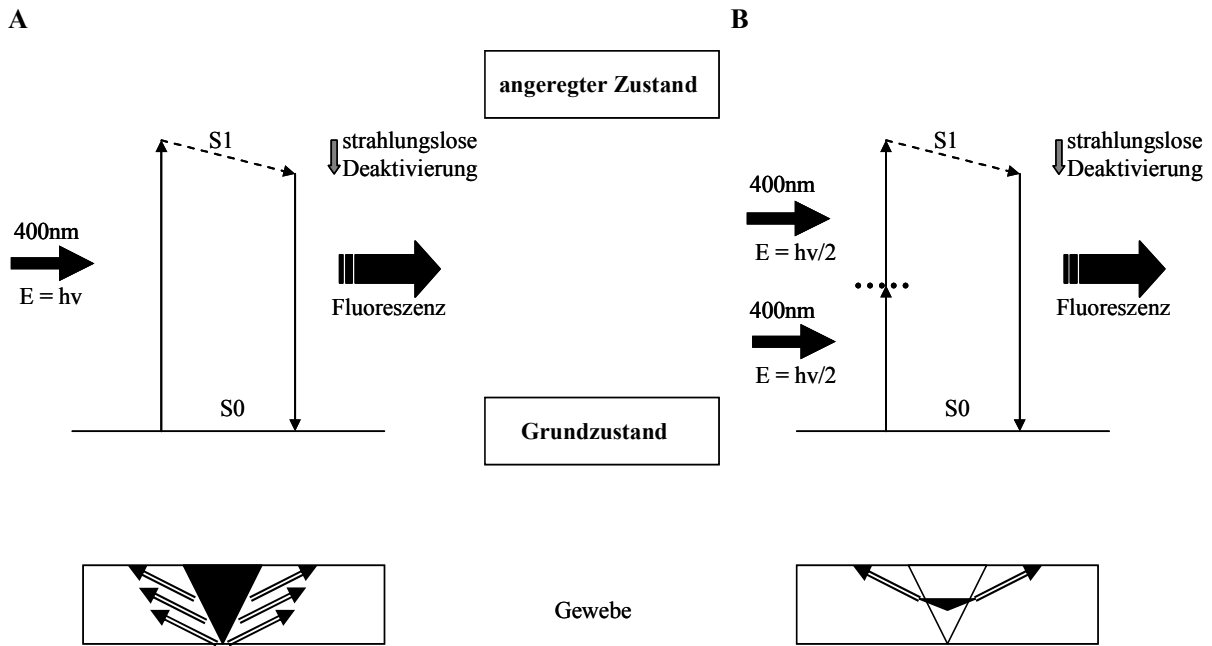 A
B
angeregter Zustand
S1
strahlungslose
Deaktivierung
400nm
E = hv
Fluoreszenz
S0
Grundzustand
S1
strahlungslose
Deaktivierung
400nm
E = hv/2
400nm
E = hv/2
Fluoreszenz
S0
Gewebe